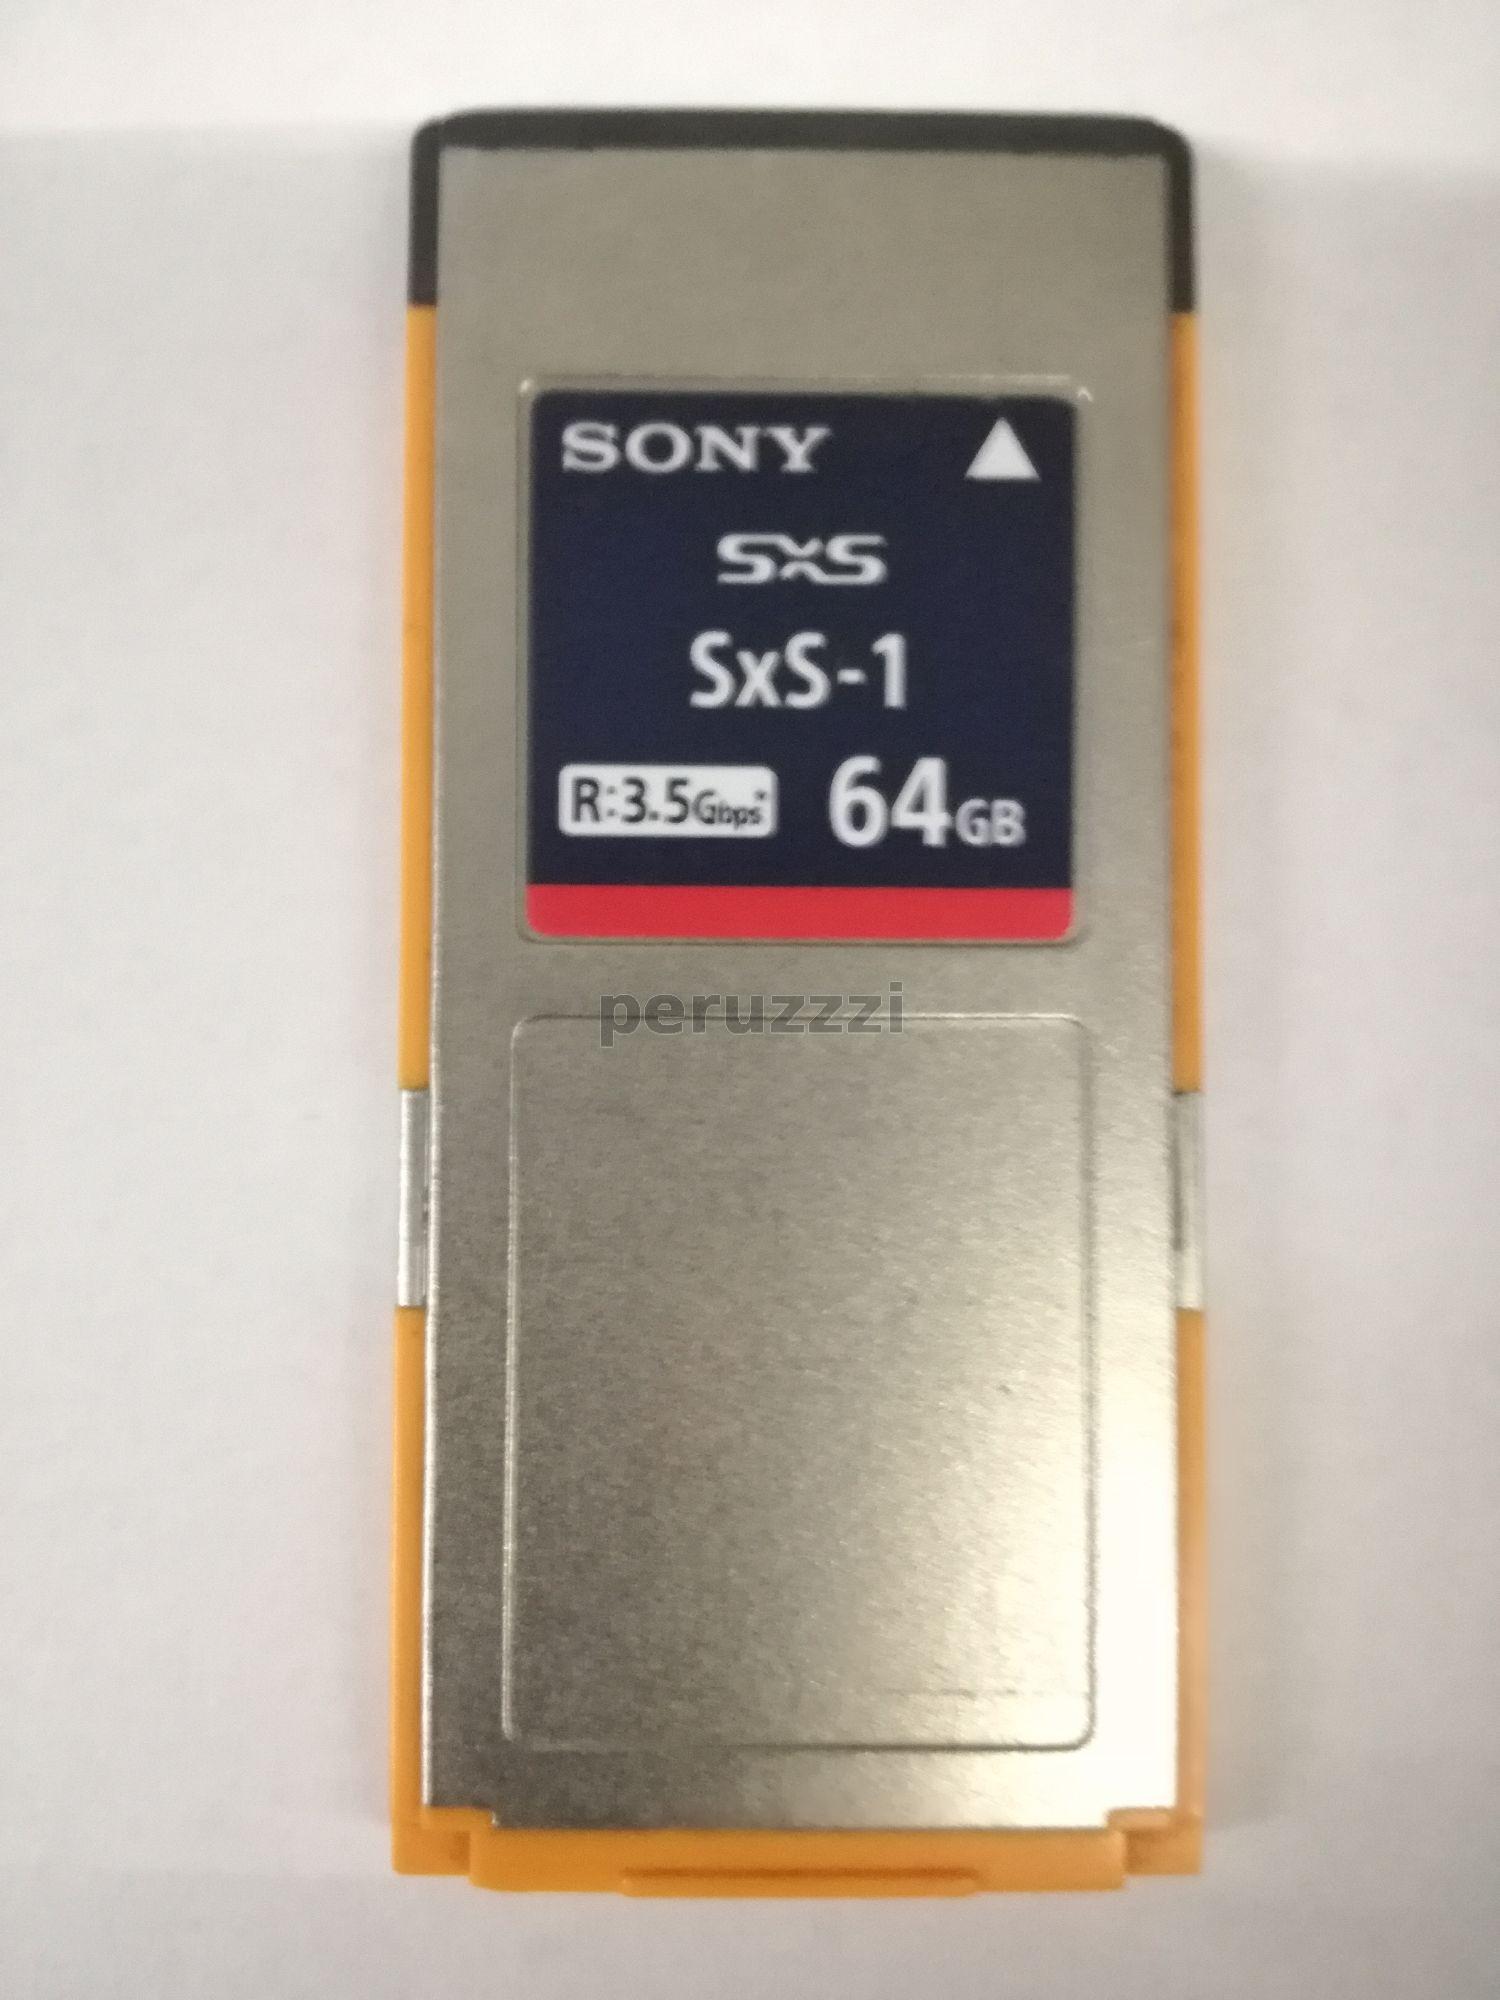 SONY
SxS
SxS-1
R:3.5Gbps* 64GB
peruzzzi